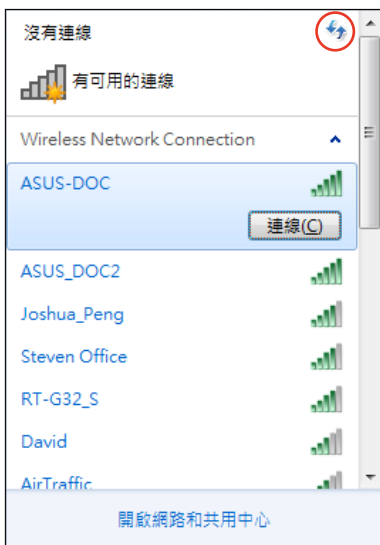 沒有連線
有可用的連線
Wireless Network Connection
ASUS-DOC
連線(C)
ASUS_DOC2
Joshua_Peng
Steven Office
RT-G32_S
David
AirTraffic
開啟網路和共用中心